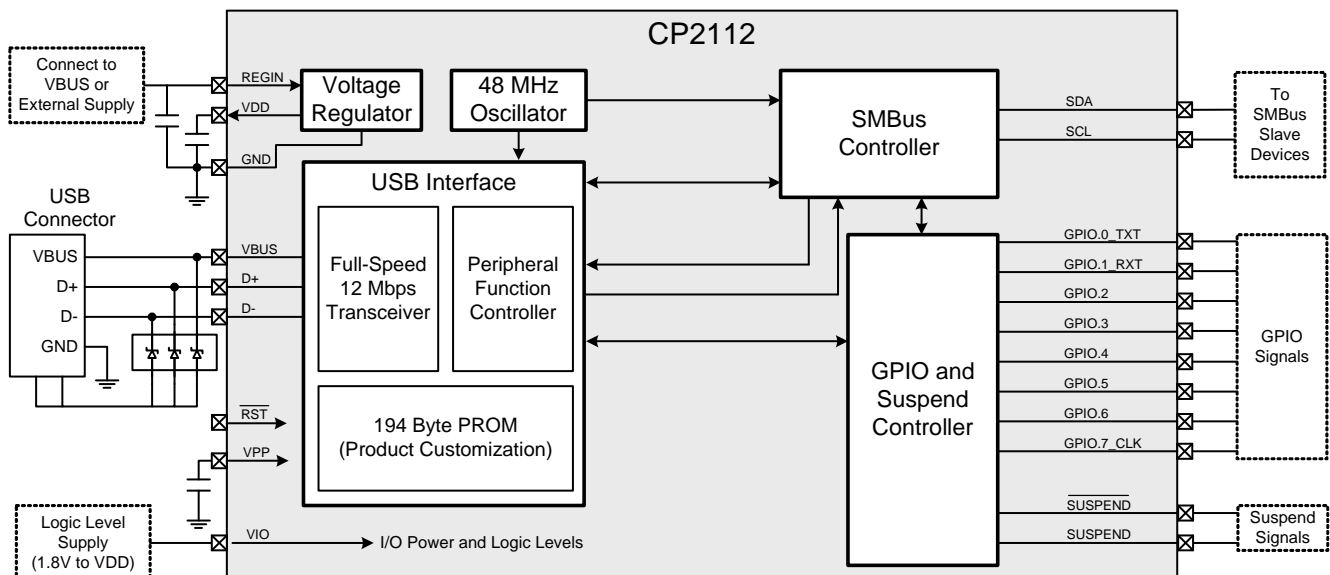 CP2112
Connect to
VBUS or
External Supply
REGIN
VDD
GND
Voltage
Regulator
48 MHz
Oscillator
SMBus
Controller
SDA
SCL
To
SMBus
Slave
Devices
USB
Connector
VBUS
D+
D-
GND
VBUS
D+
D-
RST
VPP
USB Interface
Full-Speed
12 Mbps
Transceiver
Peripheral
Function
Controller
194 Byte PROM
(Product Customization)
GPIO and
Suspend
Controller
GPIO.0_TXT
GPIO.1_RXT
GPIO.2
GPIO.3
GPIO.4
GPIO.5
GPIO.6
GPIO.7_CLK
GPIO
Signals
SUSPEND
SUSPEND
Suspend
Signals
Logic Level
Supply
(1.8V to VDD)
VIO
I/O Power and Logic Levels